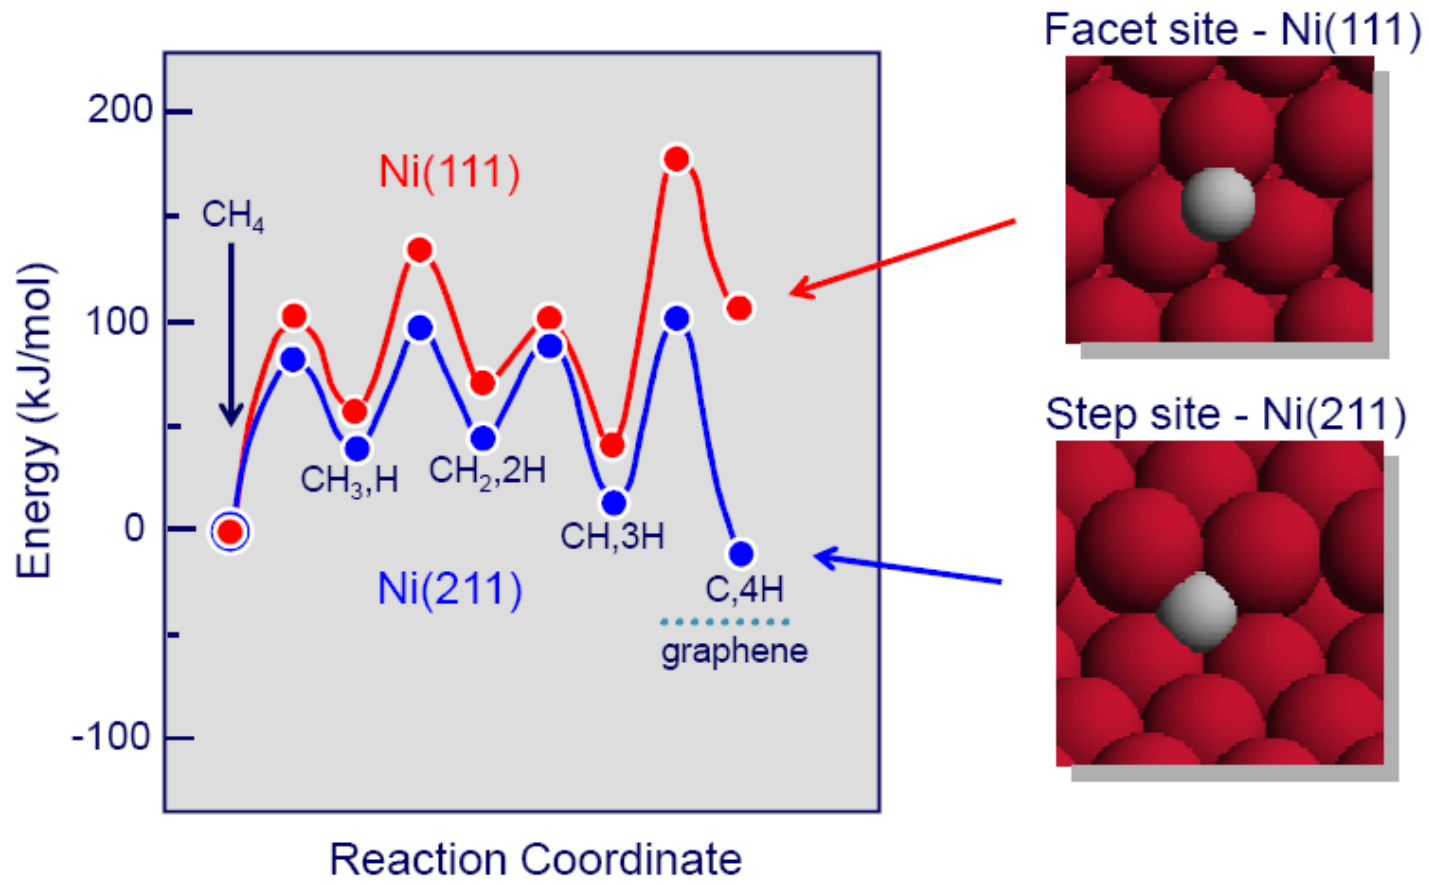 Facet site - Ni(111)
200
Ni(111)
CH₄
100
Energy (kJ/mol)
Step site - Ni(211)
CH₃,H
CH₂,2H
CH,3H
0
Ni(211)
C,4H
graphene
-100
Reaction Coordinate